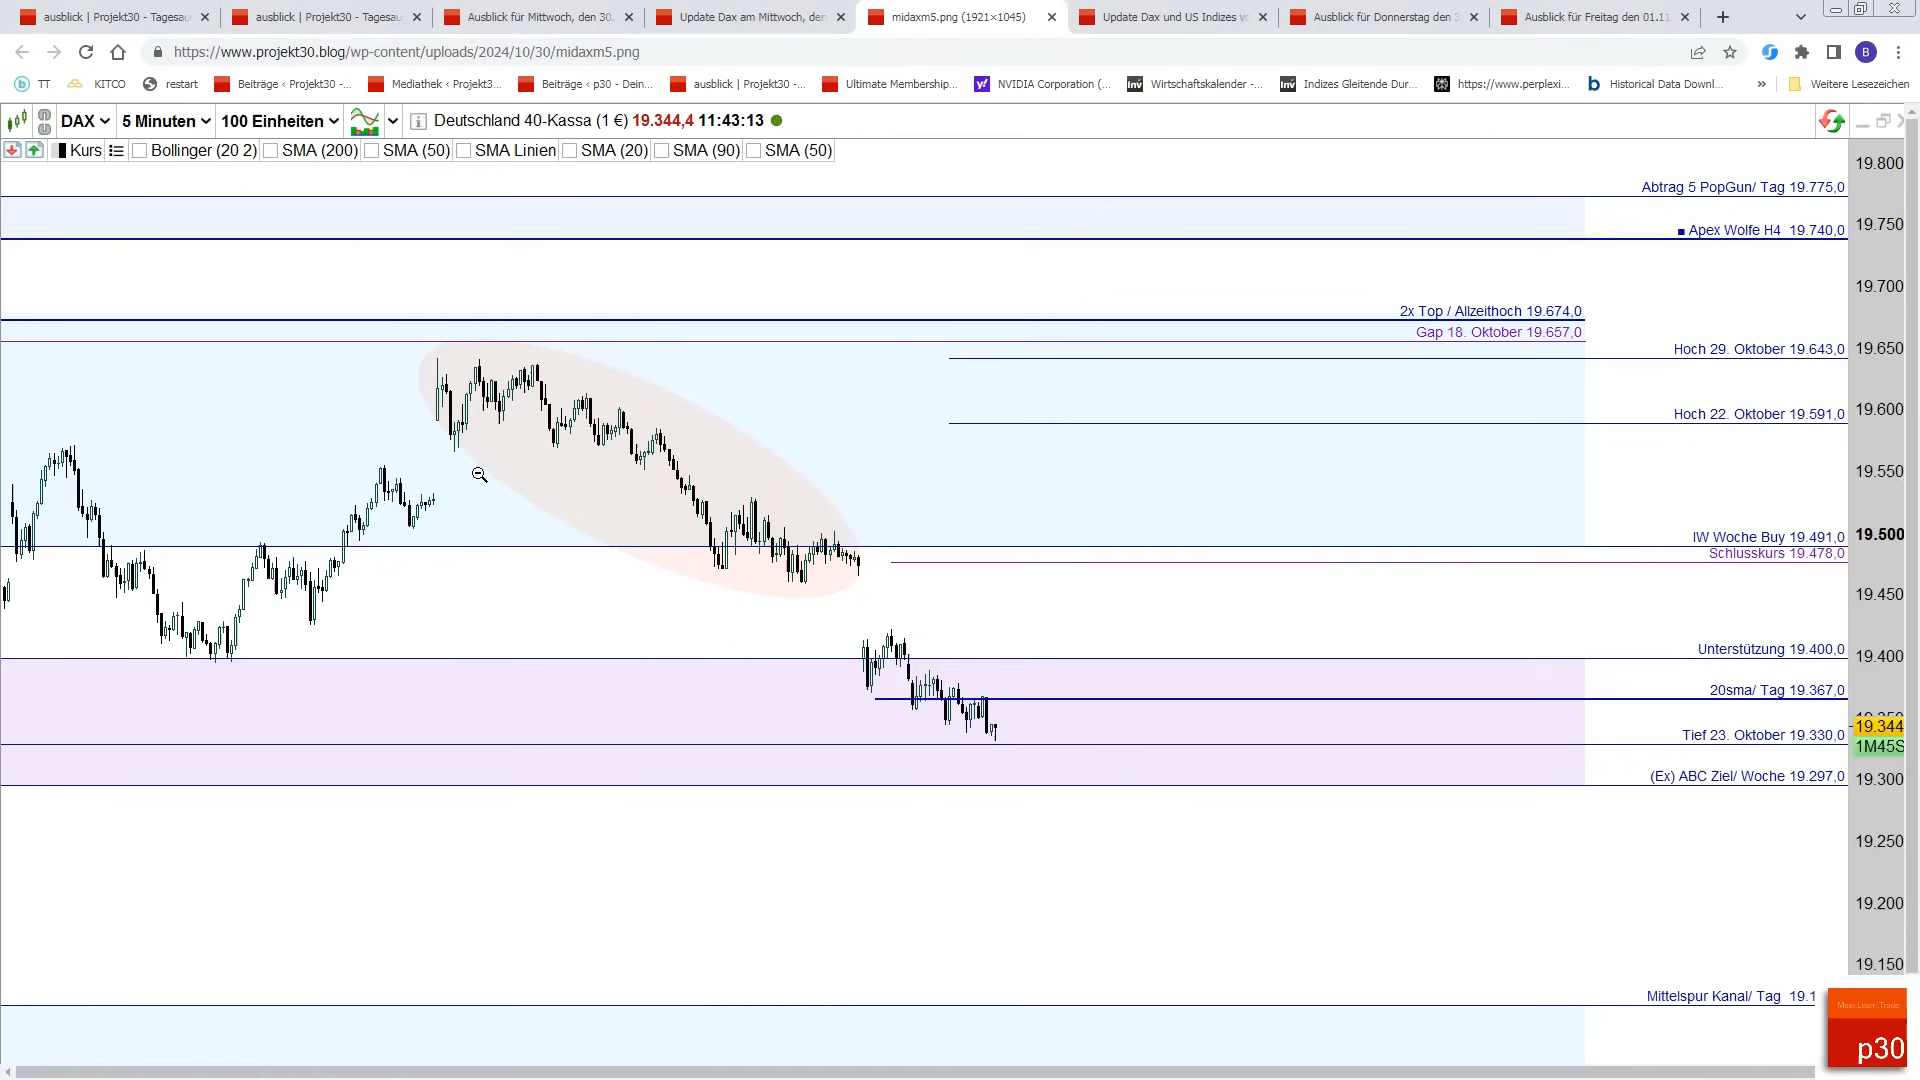 ausblick | Projekt30 - Tagesau
ausblick | Projekt30 - Tagesau
Ausblick für Mittwoch, den 30.
Update Dax am Mittwoch, den
midaxm5.png (1921×1045)
Update Dax und US Indizes vo
Ausblick für Donnerstag den 3
Ausblick für Freitag den 01.11
https://www.projekt30.blog/wp-content/uploads/2024/10/30/midaxm5.png
B
TT
KITCO
restart
Beiträge ‹ Projekt30 -...
Mediathek ‹ Projekt3...
Beiträge ‹ p30 - Dein...
ausblick | Projekt30 -...
Ultimate Membership...
NVIDIA Corporation (...
Wirtschaftskalender -...
Indizes Gleitende Dur...
https://www.perplexi...
Historical Data Downl...
»
Weitere Lesezeichen
DAX
5 Minuten
100 Einheiten
Deutschland 40-Kassa (1 €) 19.344,4 11:43:13
Kurs
Bollinger (20 2)
SMA (200)
SMA (50)
SMA Linien
SMA (20)
SMA (90)
SMA (50)
19.800
Abtrag 5 PopGun/ Tag 19.775,0
19.750
Apex Wolfe H4 19.740,0
19.700
2x Top / Allzeithoch 19.674,0
Gap 18. Oktober 19.657,0
19.650
Hoch 29. Oktober 19.643,0
19.600
Hoch 22. Oktober 19.591,0
19.550
19.500
IW Woche Buy 19.491,0
Schlusskurs 19.478,0
19.450
Unterstützung 19.400,0
19.400
20sma/ Tag 19.367,0
19.344
Tief 23. Oktober 19.330,0
1M45S
(Ex) ABC Ziel/ Woche 19.297,0
19.300
19.250
19.200
19.150
Mittelspur Kanal/ Tag 19.1
Mein Learn Trade
p30